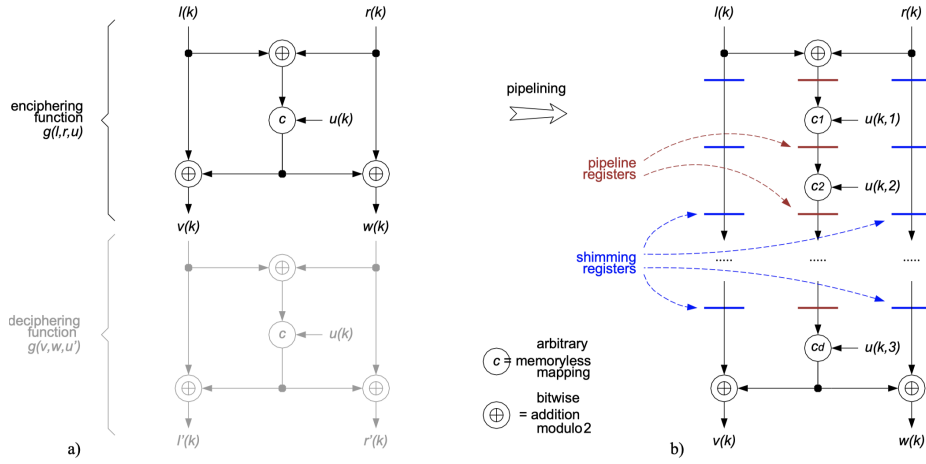 l(k) r(k) l(k) r(k)
enciphering
function
g(l,r,u)
c u(k)
pipelining
c1 u(k,1)
pipeline
registers
c2 u(k,2)
v(k) w(k)
shimming
registers
..... ..... .....
deciphering
function
g(v,w,u')
c u(k)
c = arbitrary
memoryless
mapping
cd u(k,3)
⊕ = bitwise
addition
modulo2
l'(k) r'(k) v(k) w(k)
a) b)